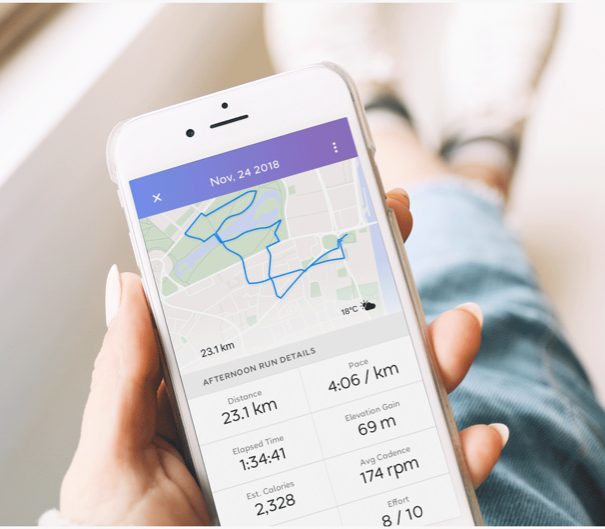 Nov, 24 2018
18°C
23.1 km
AFTERNOON RUN DETAILS
Distance
23.1 km
Pace
4:06 / km
Elapsed Time
1:34:41
Elevation Gain
69 m
Est. Calories
2,328
Avg Cadence
174 rpm
Effort
8 / 10